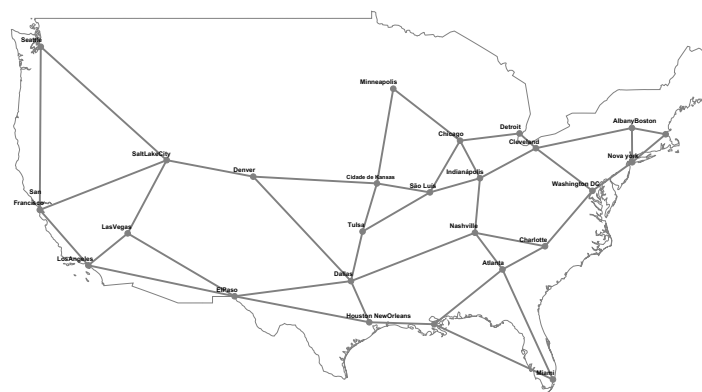 Seattle
Minneapolis
AlbanyBoston
Detroit
Chicago
Cleveland
SaltLakeCity
Nova york
Denver
Cidade de Kansas
São Luis
Indianápolis
Washington DC
San
Francisco
LasVegas
Tulsa
Nashville
Charlotte
LosAngeles
Dallas
Atlanta
ElPaso
Houston NewOrleans
Miami